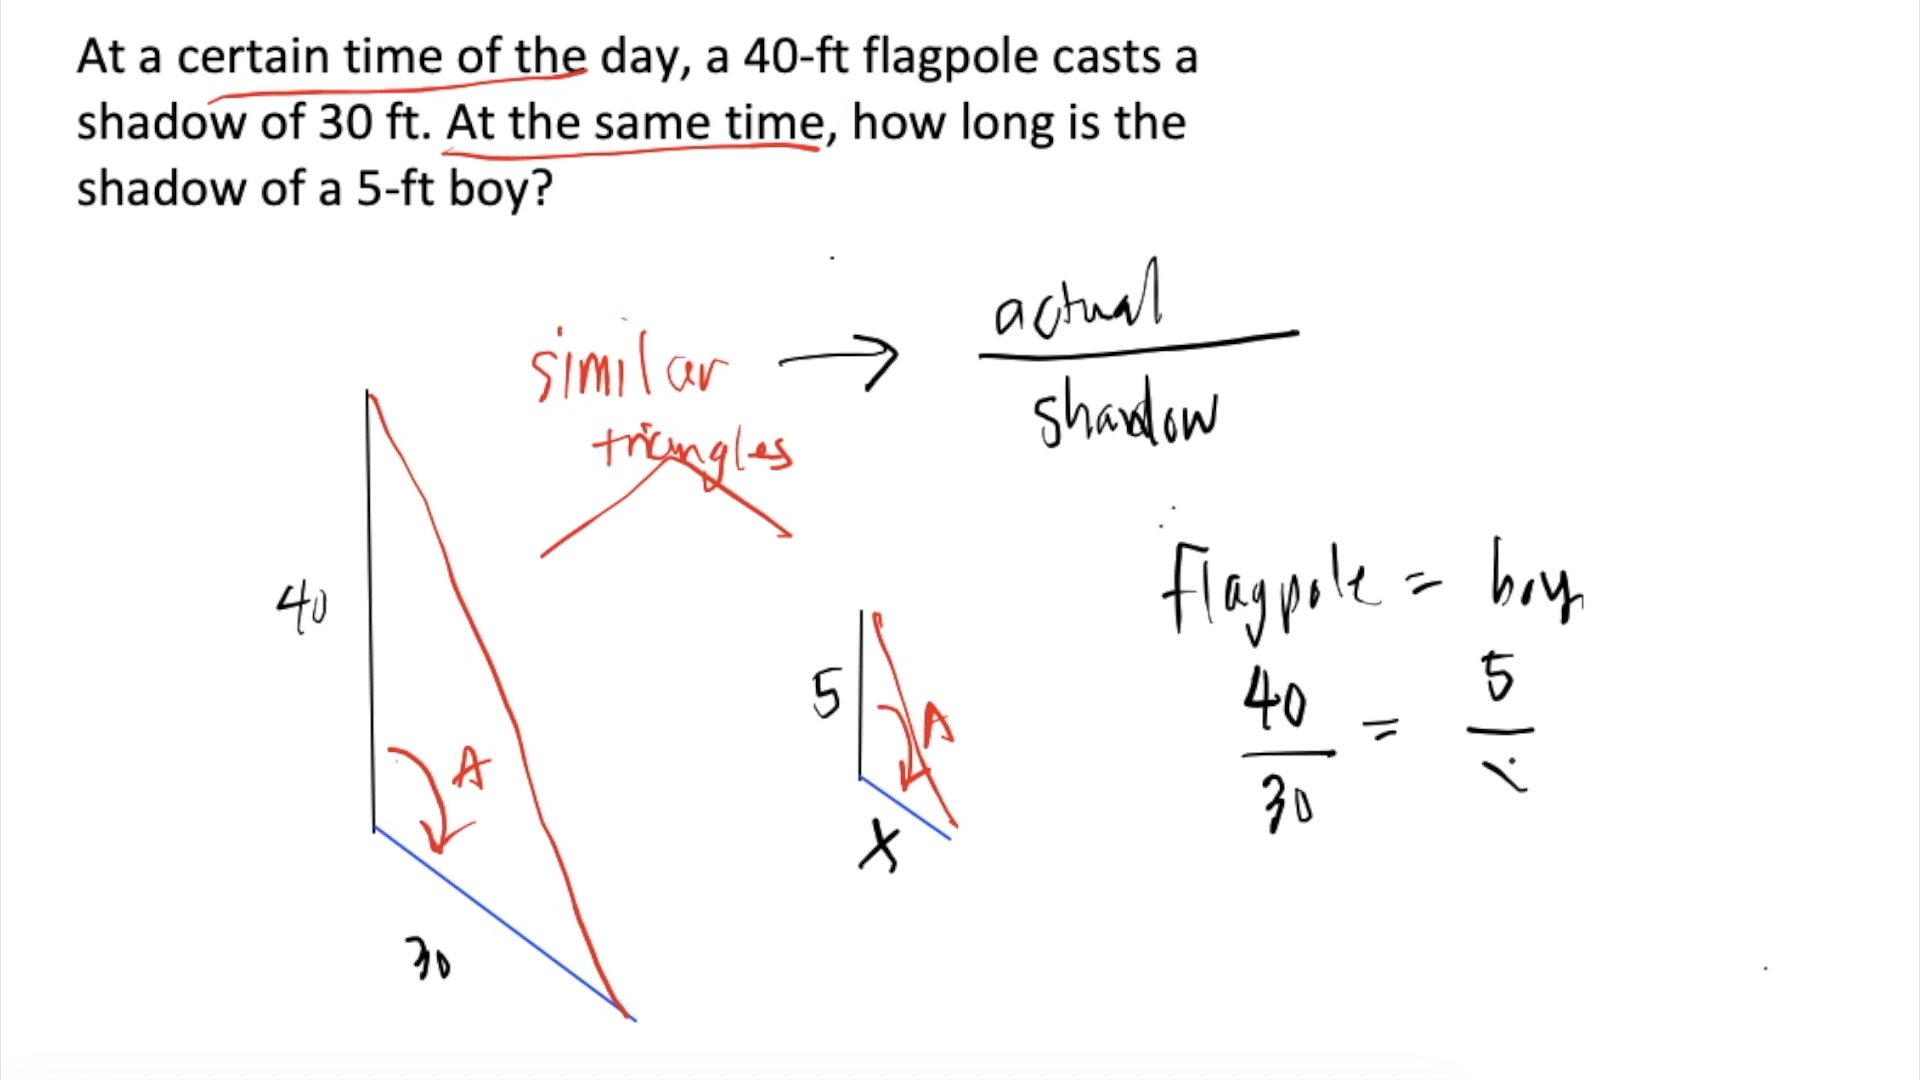 At a certain time of the day, a 40-ft flagpole casts a
shadow of 30 ft. At the same time, how long is the
shadow of a 5-ft boy?
actual
similar →
shadow
triangles
flagpole = boy
40
5
40 = 5
30
A
A
x
30